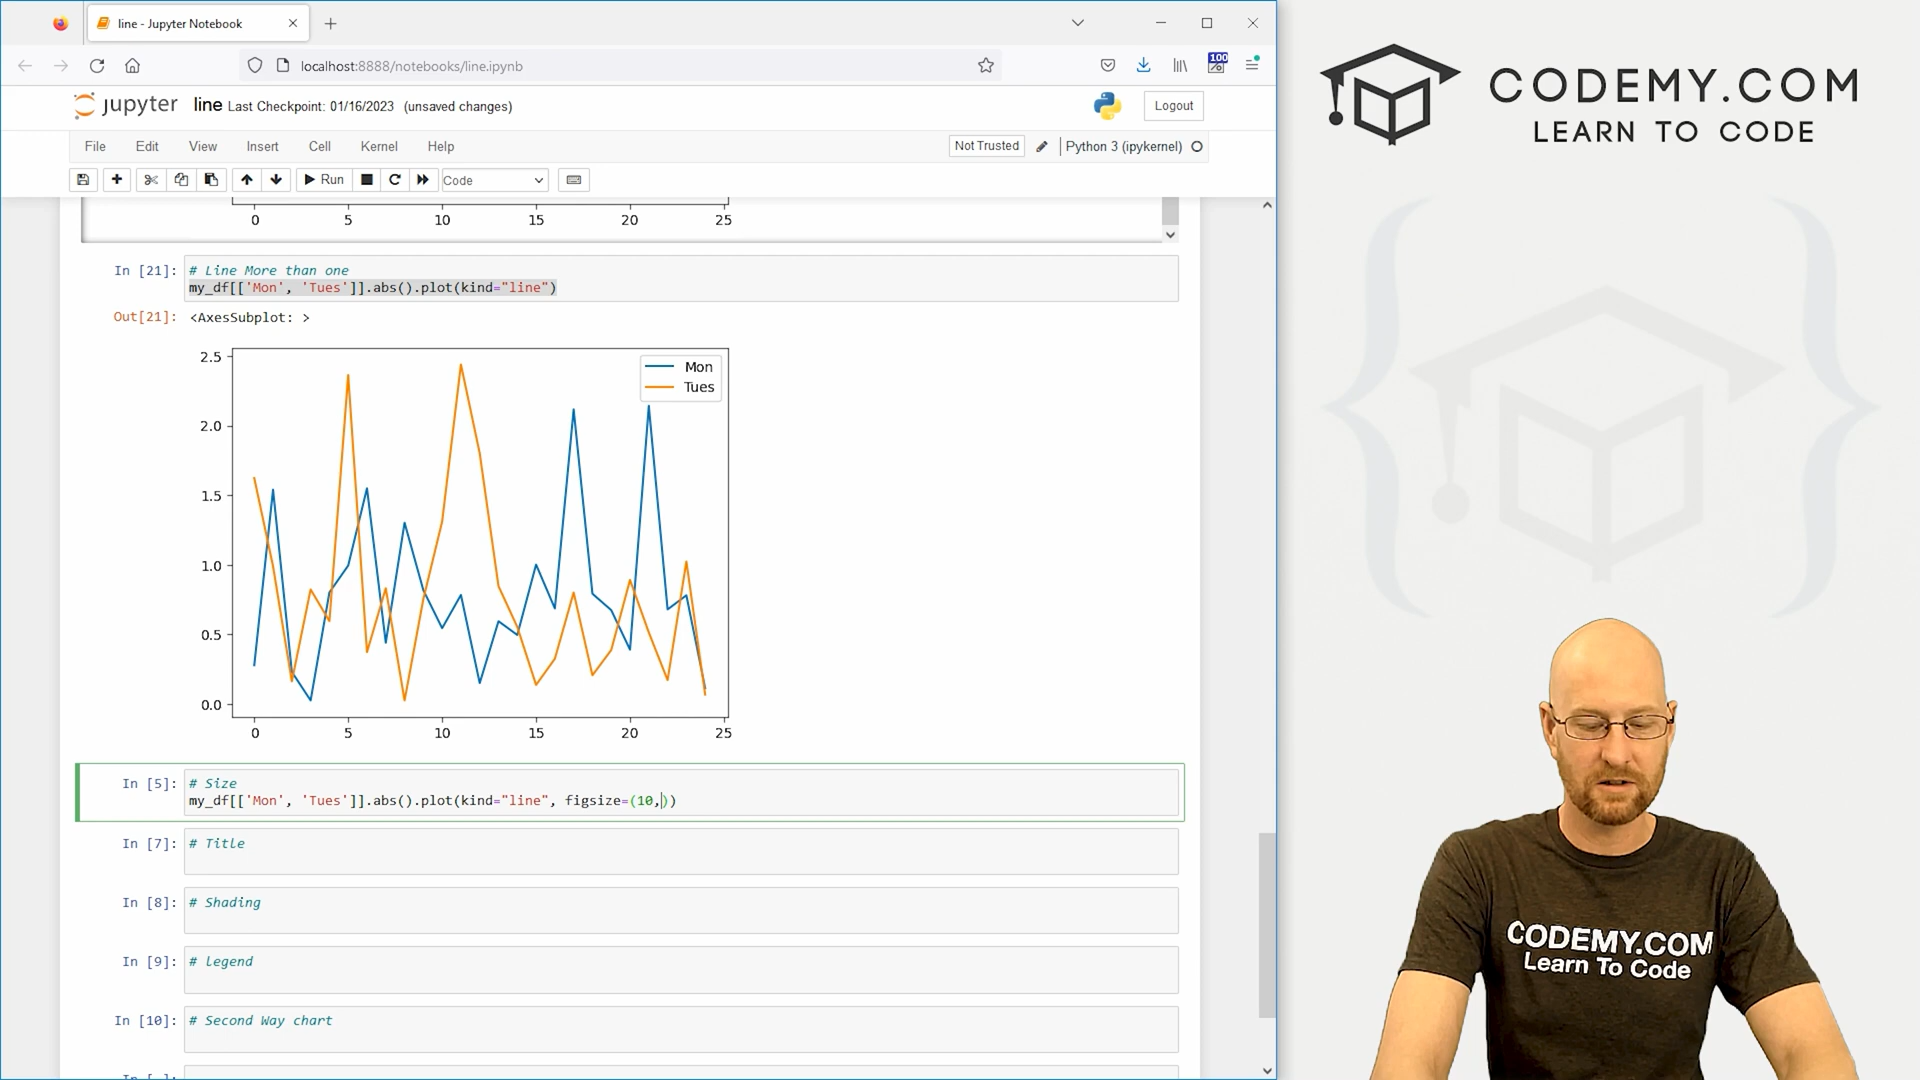 line - Jupyter Notebook
localhost:8888/notebooks/line.ipynb
100
%
jupyter line Last Checkpoint: 01/16/2023 (unsaved changes)
Logout
File Edit View Insert Cell Kernel Help
Not Trusted
Python 3 (ipykernel)
Run
Code
0 5 10 15 20 25
In [21]: # Line More than one
my_df[['Mon', 'Tues']].abs().plot(kind="line")
Out[21]: <AxesSubplot: >
2.5
2.0
1.5
1.0
0.5
0.0
Mon
Tues
0 5 10 15 20 25
In [5]: # Size
my_df[['Mon', 'Tues']].abs().plot(kind="line", figsize=(10,))
In [7]: # Title
In [8]: # Shading
In [9]: # Legend
In [10]: # Second Way chart
CODEMY.COM
LEARN TO CODE
CODEMY.COM
Learn To Code